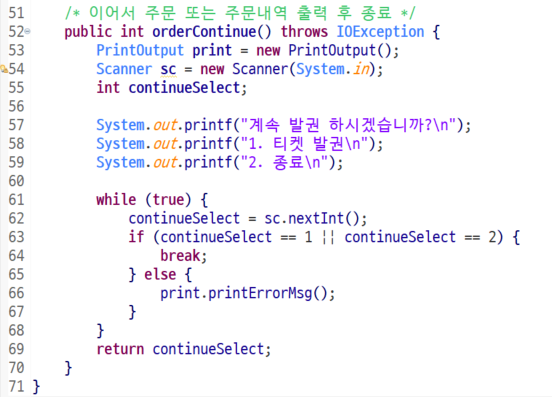 51 /* 이어서 주문 또는 주문내역 출력 후 종료 */
52 public int orderContinue() throws IOException {
53 PrintOutput print = new PrintOutput();
54 Scanner sc = new Scanner(System.in);
55 int continueSelect;
56
57 System.out.printf("계속 발권 하시겠습니까?\n");
58 System.out.printf("1. 티켓 발권\n");
59 System.out.printf("2. 종료\n");
60
61 while (true) {
62 continueSelect = sc.nextInt();
63 if (continueSelect == 1 || continueSelect == 2) {
64 break;
65 } else {
66 print.printErrorMsg();
67 }
68 }
69 return continueSelect;
70 }
71 }